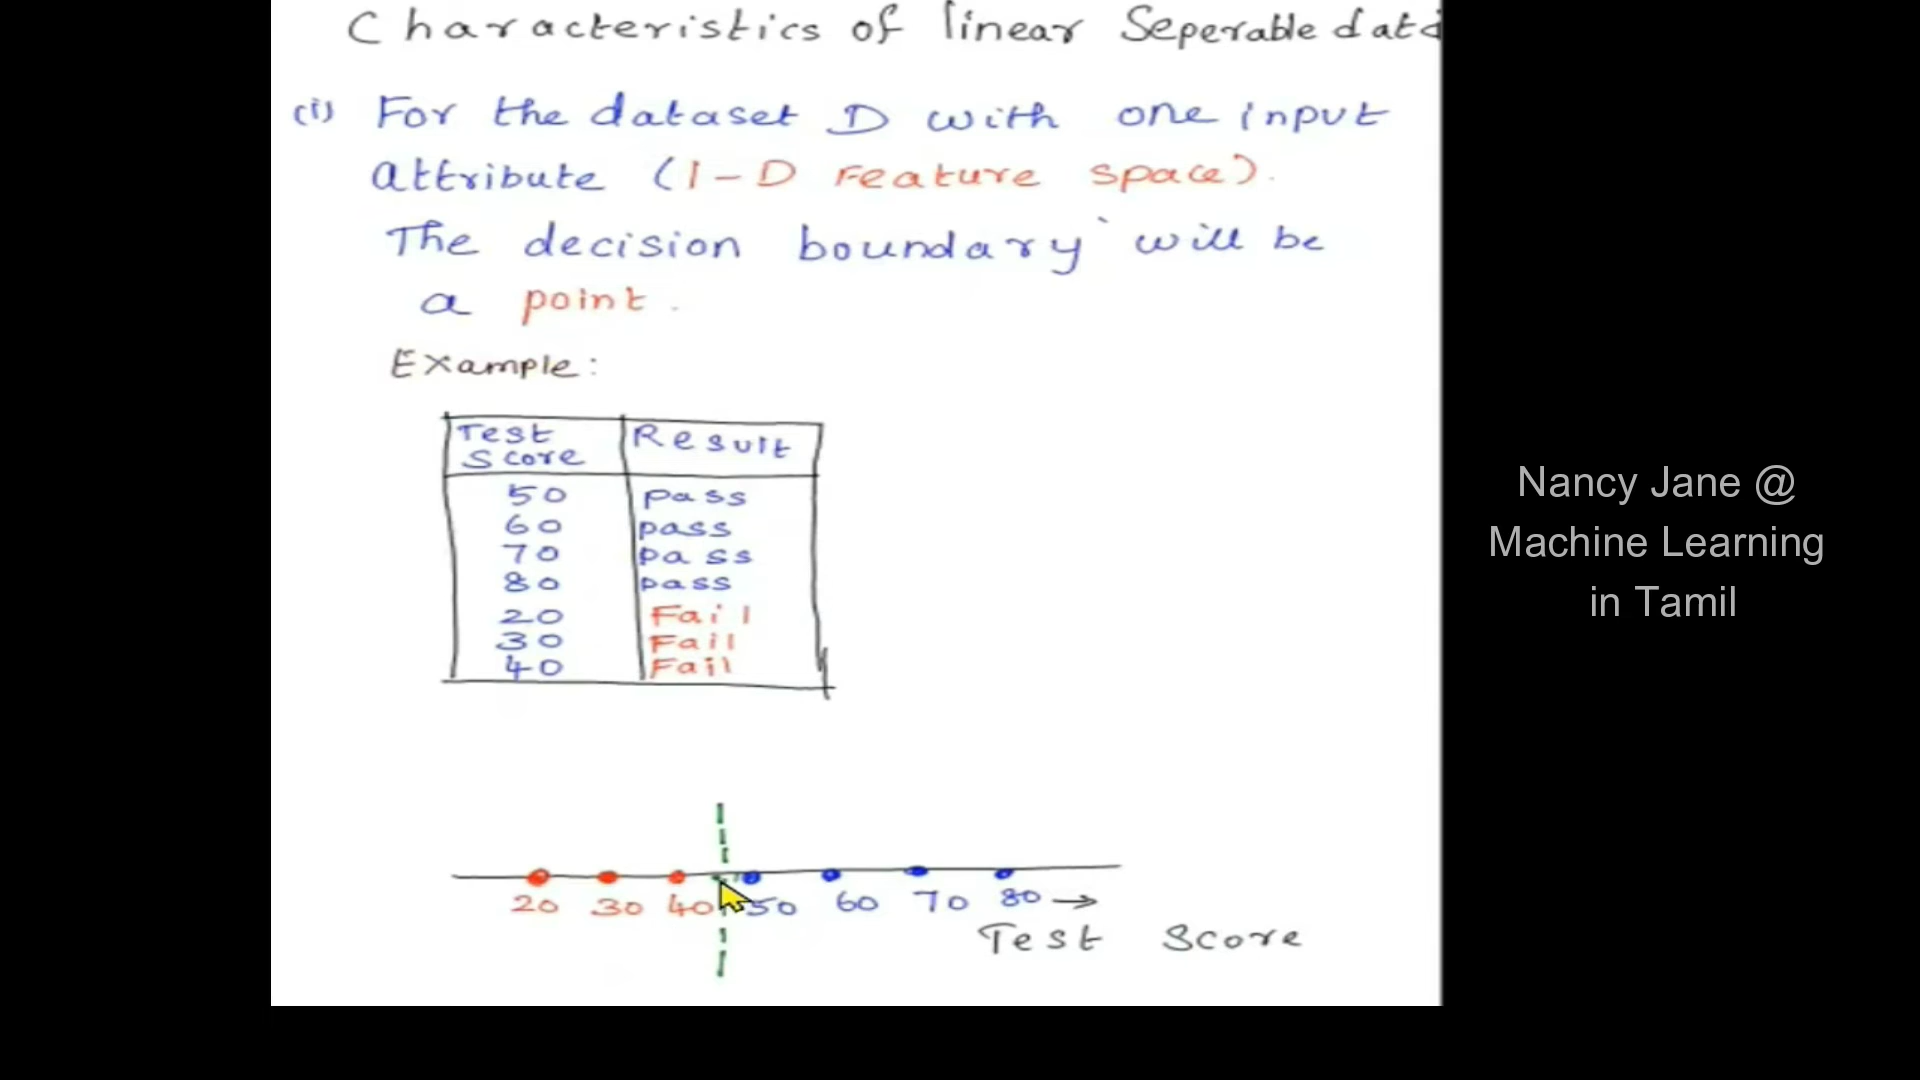 Characteristics of linear Seperable data
(i) For the dataset D with one input
attribute (1-D Feature space).
The decision boundary will be
a point.
Example:
Test Score | Result
50 pass
60 pass
70 pass
80 pass
20 Fail
30 Fail
40 Fail
20 30 40 50 60 70 80 →
Test Score
Nancy Jane @
Machine Learning
in Tamil